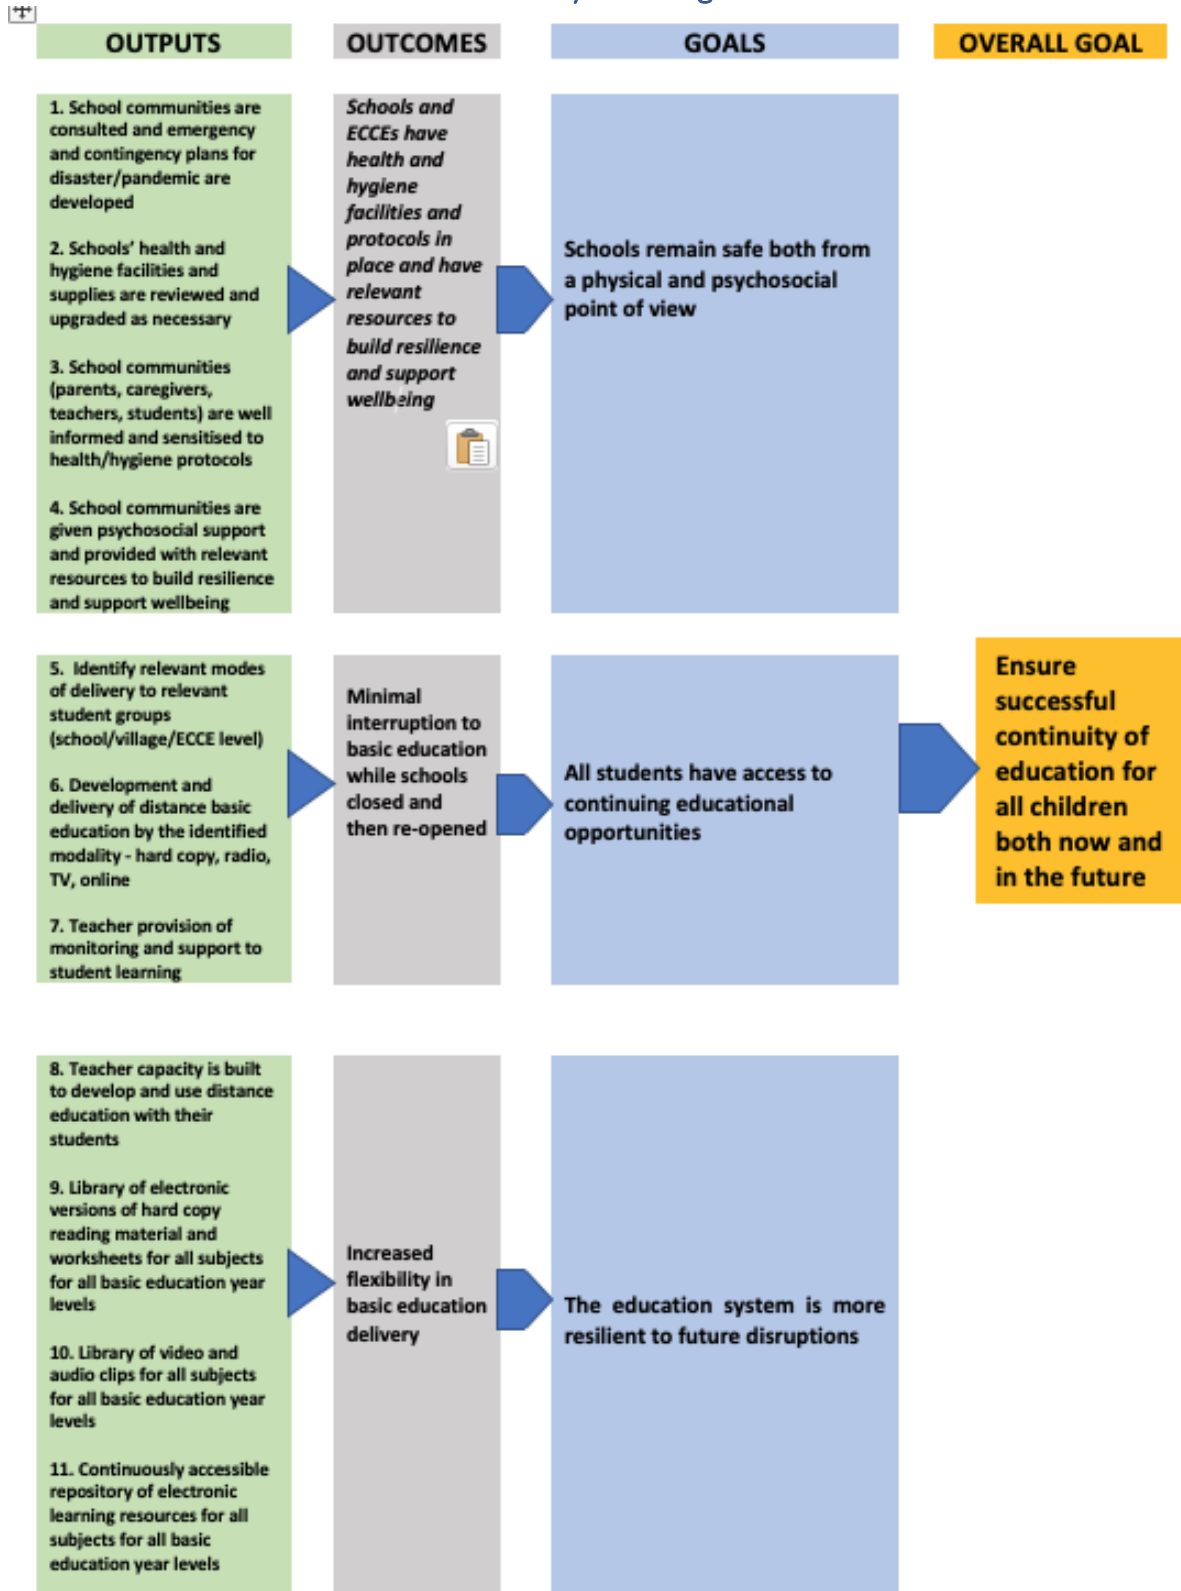 OUTPUTS
OUTCOMES
GOALS
OVERALL GOAL
1. School communities are
consulted and emergency
and contingency plans for
disaster/pandemic are
developed
2. Schools’ health and
hygiene facilities and
supplies are reviewed and
upgraded as necessary
3. School communities
(parents, caregivers,
teachers, students) are well
informed and sensitised to
health/hygiene protocols
4. School communities are
given psychosocial support
and provided with relevant
resources to build resilience
and support wellbeing
Schools and
ECCEs have
health and
hygiene
facilities and
protocols in
place and have
relevant
resources to
build resilience
and support
wellbeing
Schools remain safe both from
a physical and psychosocial
point of view
5. Identify relevant modes
of delivery to relevant
student groups
(school/village/ECCE level)
6. Development and
delivery of distance basic
education by the identified
modality - hard copy, radio,
TV, online
7. Teacher provision of
monitoring and support to
student learning
Minimal
interruption to
basic education
while schools
closed and
then re-opened
All students have access to
continuing educational
opportunities
Ensure
successful
continuity of
education for
all children
both now and
in the future
8. Teacher capacity is built
to develop and use distance
education with their
students
9. Library of electronic
versions of hard copy
reading material and
worksheets for all subjects
for all basic education year
levels
10. Library of video and
audio clips for all subjects
for all basic education year
levels
11. Continuously accessible
repository of electronic
learning resources for all
subjects for all basic
education year levels
Increased
flexibility in
basic education
delivery
The education system is more
resilient to future disruptions